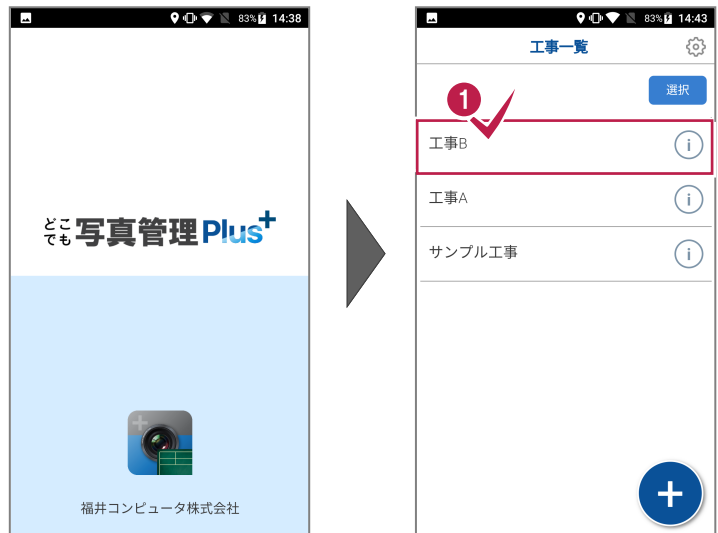 83% 14:38
どこでも写真管理Plus+
福井コンピュータ株式会社
83% 14:43
工事一覧
選択
1
工事B
i
工事A
i
サンプル工事
i
+